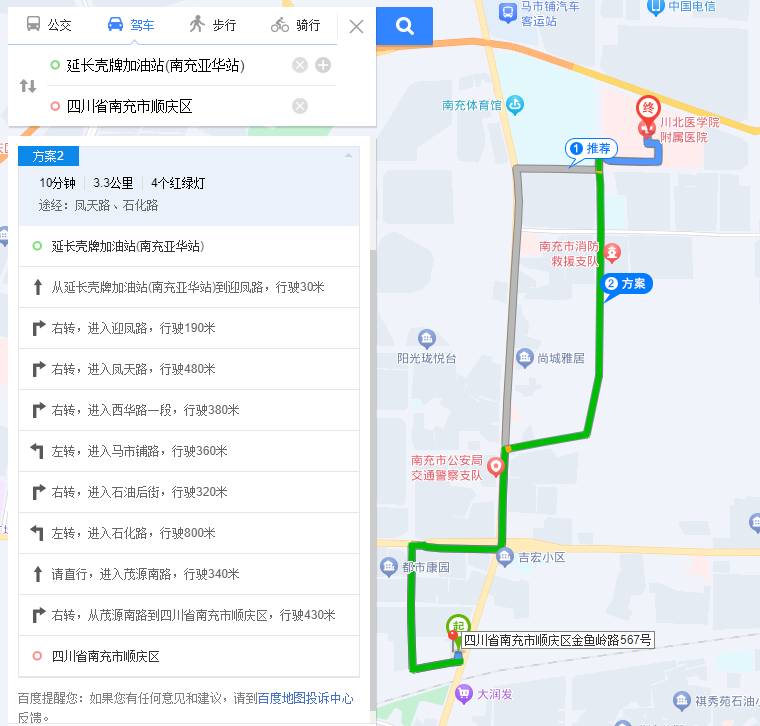 公交
驾车
步行
骑行
延长壳牌加油站(南充亚华站)
四川省南充市顺庆区
方案2
10分钟 3.3公里 4个红绿灯
途经：凤天路、石化路
延长壳牌加油站(南充亚华站)
从延长壳牌加油站(南充亚华站)到迎凤路，行驶30米
右转，进入迎凤路，行驶190米
右转，进入凤天路，行驶480米
右转，进入西华路一段，行驶380米
左转，进入马市铺路，行驶360米
右转，进入石油后街，行驶320米
左转，进入石化路，行驶800米
请直行，进入茂源南路，行驶340米
右转，从茂源南路到四川省南充市顺庆区，行驶430米
四川省南充市顺庆区
百度提醒您：如果您有任何意见和建议，请到百度地图投诉中心
反馈。
马市铺汽车
客运站
中国电信
南充体育馆
终
川北医学院
附属医院
1 推荐
南充市消防
救援支队
2 方案
阳光珑悦台
尚城雅居
南充市公安局
交通警察支队
吉宏小区
都市康园
起
四川省南充市顺庆区金鱼岭路567号
大润发
祺秀苑石油小